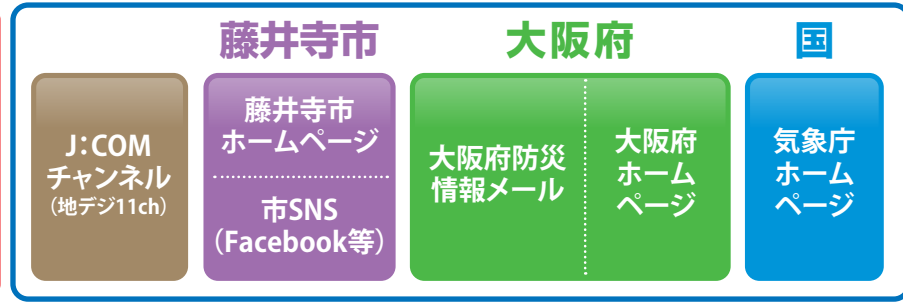 藤井寺市
大阪府
国
J:COM
チャンネル
（地デジ11ch）
藤井寺市
ホームページ
市SNS
（Facebook等）
大阪府防災
情報メール
大阪府
ホーム
ページ
気象庁
ホーム
ページ